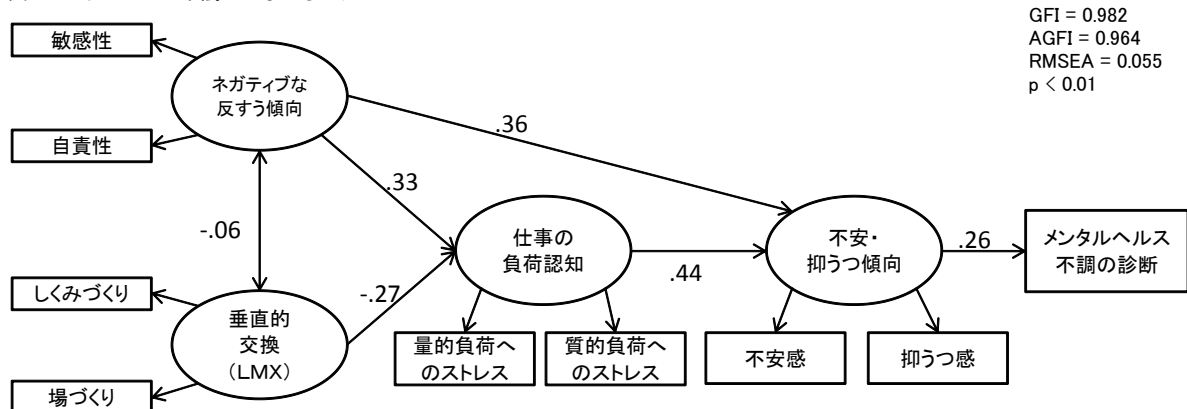 GFI = 0.982
AGFI = 0.964
RMSEA = 0.055
p < 0.01
敏感性
ネガティブな
反すう傾向
自責性
.36
.33
-.06
仕事の
負荷認知
不安・
抑うつ傾向
.26
メンタルヘルス
不調の診断
.44
-.27
しくみづくり
垂直的
交換
（LMX）
量的負荷へ
のストレス
質的負荷へ
のストレス
不安感
抑うつ感
場づくり